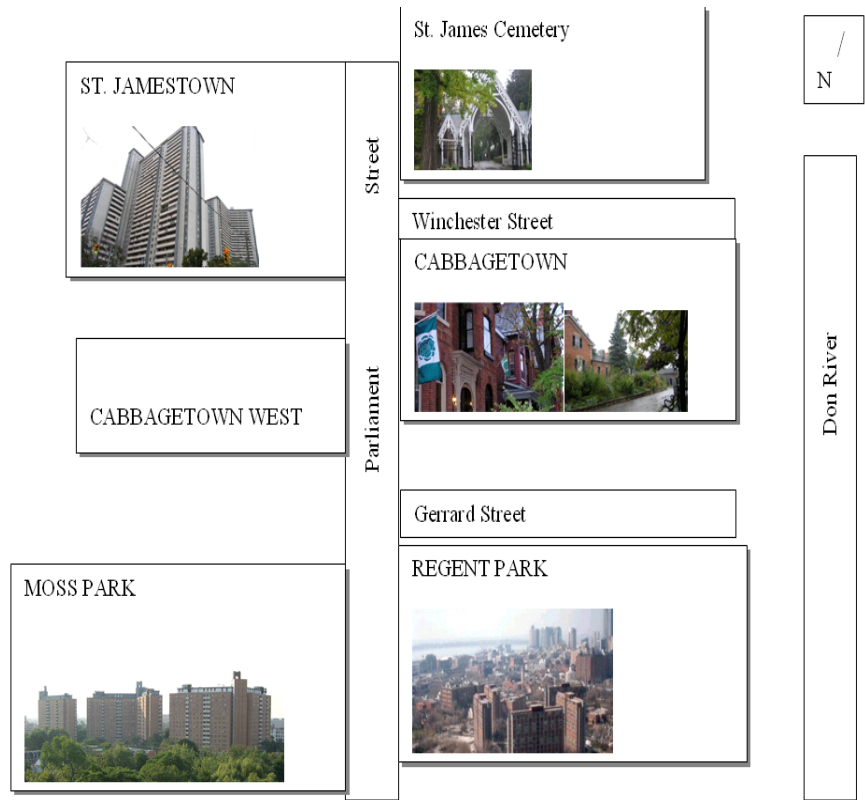 St. James Cemetery
/
N
ST. JAMESTOWN
Parliament Street
Winchester Street
CABBAGETOWN
CABBAGETOWN WEST
Don River
Gerrard Street
MOSS PARK
REGENT PARK